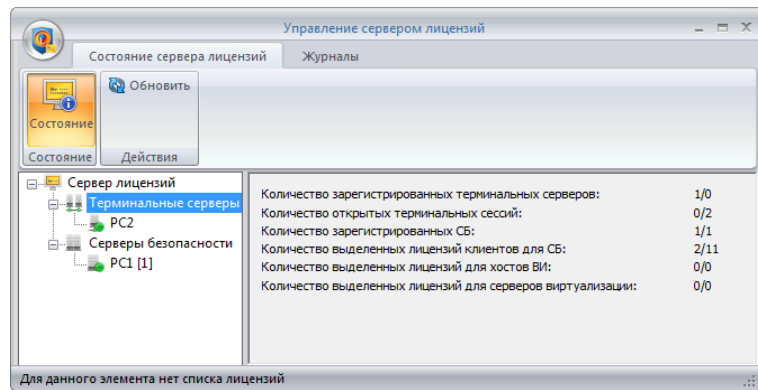 Управление сервером лицензий
Состояние сервера лицензий Журналы
Обновить
Состояние
Состояние Действия
Сервер лицензий
Терминальные серверы
PC2
Серверы безопасности
PC1 [1]
Количество зарегистрированных терминальных серверов: 1/0
Количество открытых терминальных сессий: 0/2
Количество зарегистрированных СБ: 1/1
Количество выделенных лицензий клиентов для СБ: 2/11
Количество выделенных лицензий для хостов ВИ: 0/0
Количество выделенных лицензий для серверов виртуализации: 0/0
Для данного элемента нет списка лицензий